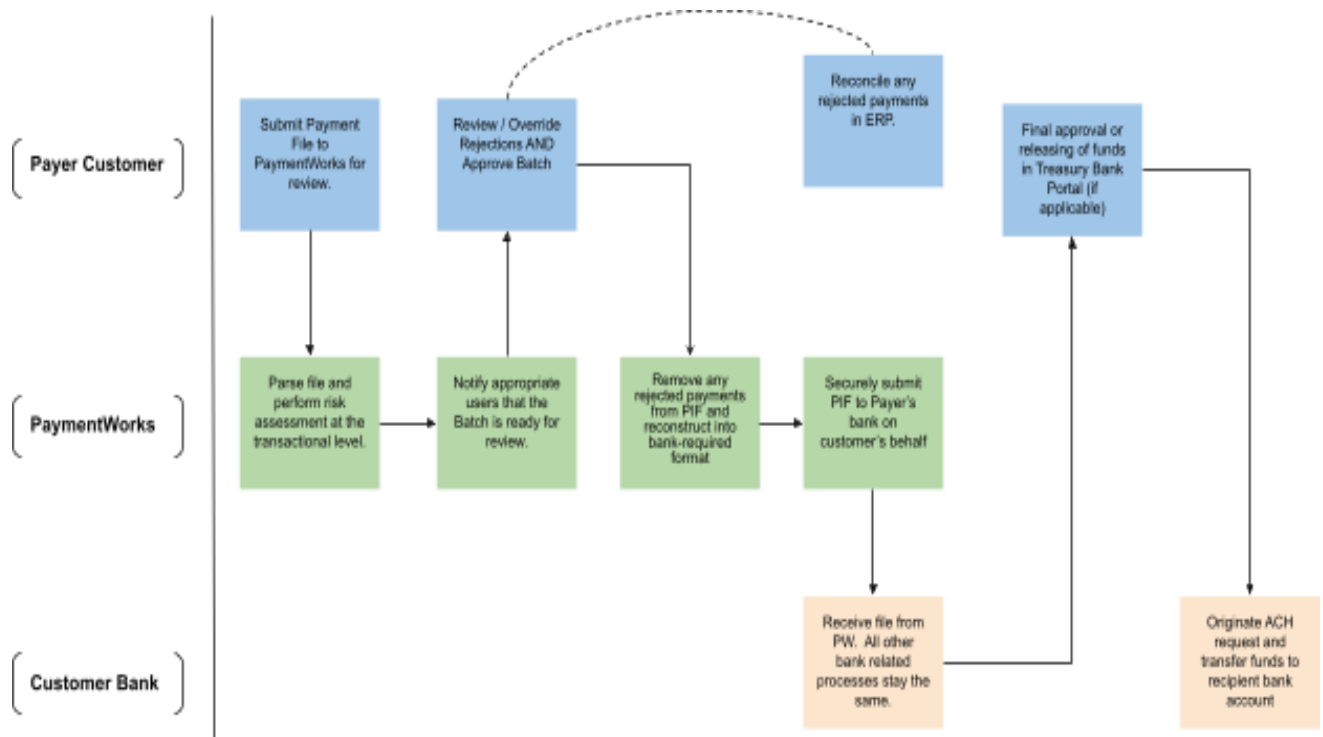 Payer Customer
Submit Payment
File to
PaymentWorks for
review.
Review / Override
Rejections AND
Approve Batch
Reconcile any
rejected payments
in ERP.
Final approval or
releasing of funds
in Treasury Bank
Portal (if
applicable)
PaymentWorks
Parse file and
perform risk
assessment at the
transactional level.
Notify appropriate
users that the
Batch is ready for
review.
Remove any
rejected payments
from PIF and
reconstruct into
bank-required
format
Securely submit
PIF to Payer's
bank on
customer's behalf
Customer Bank
Receive file from
PW. All other
bank related
processes stay the
same.
Originate ACH
request and
transfer funds to
recipient bank
account